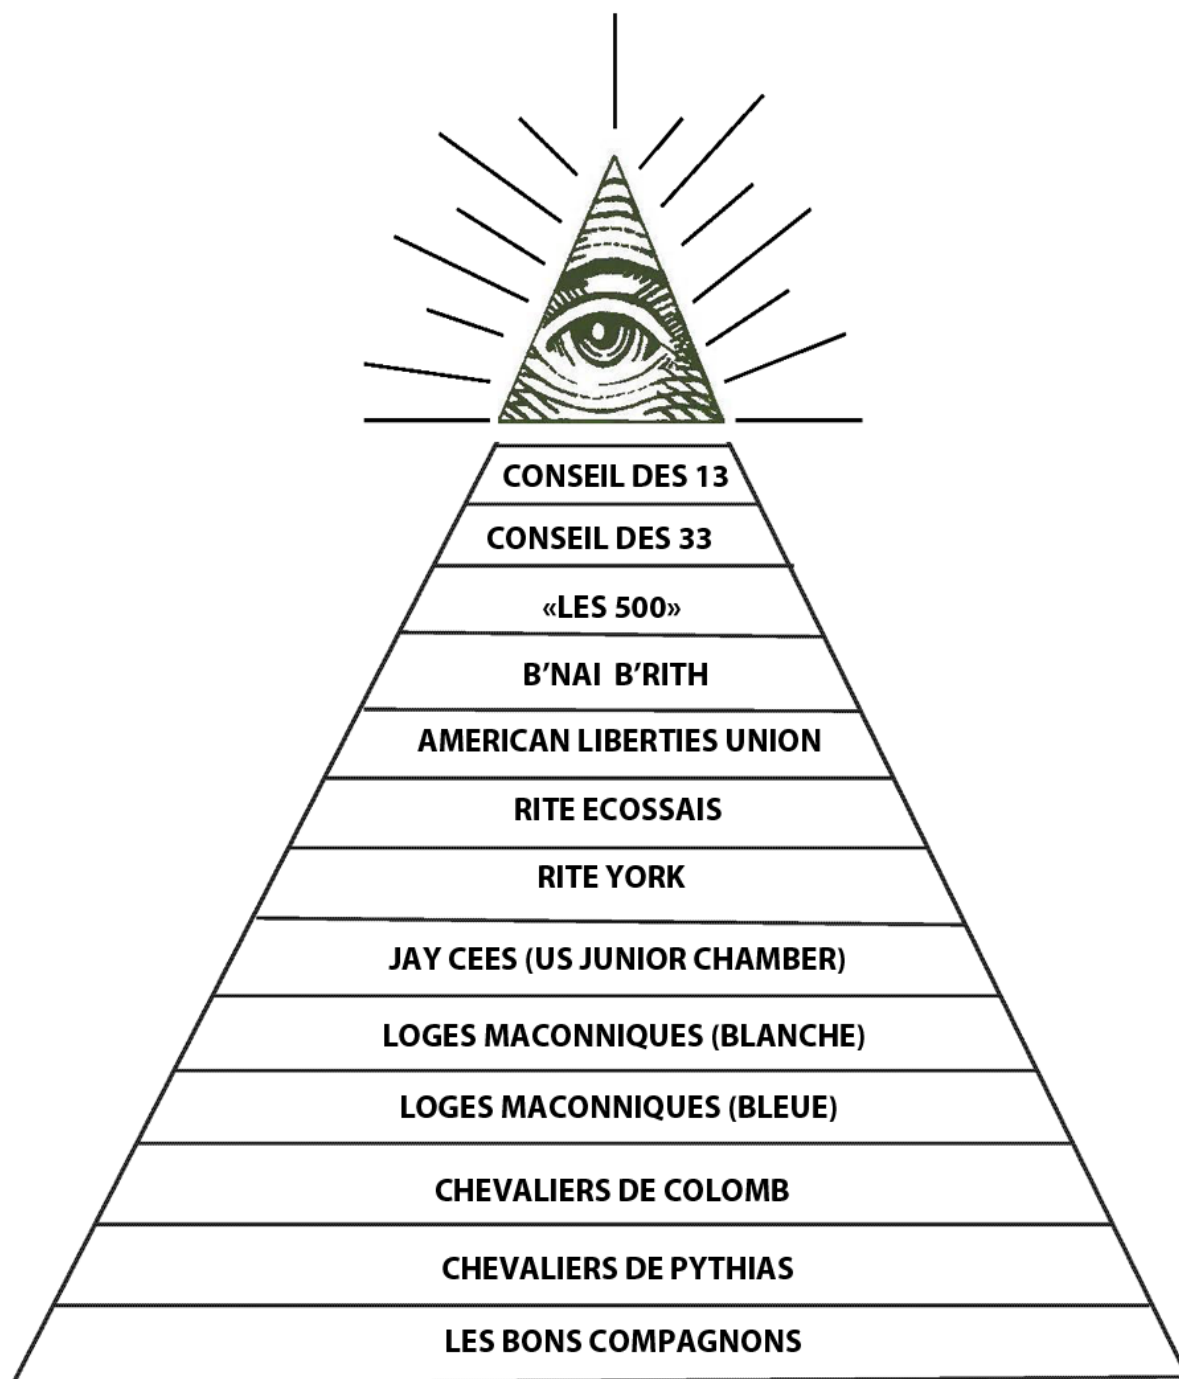 CONSEIL DES 13
CONSEIL DES 33
«LES 500»
B'NAI B'RITH
AMERICAN LIBERTIES UNION
RITE ECOSSAIS
RITE YORK
JAY CEES (US JUNIOR CHAMBER)
LOGES MACONNIQUES (BLANCHE)
LOGES MACONNIQUES (BLEUE)
CHEVALIERS DE COLOMB
CHEVALIERS DE PYTHIAS
LES BONS COMPAGNONS